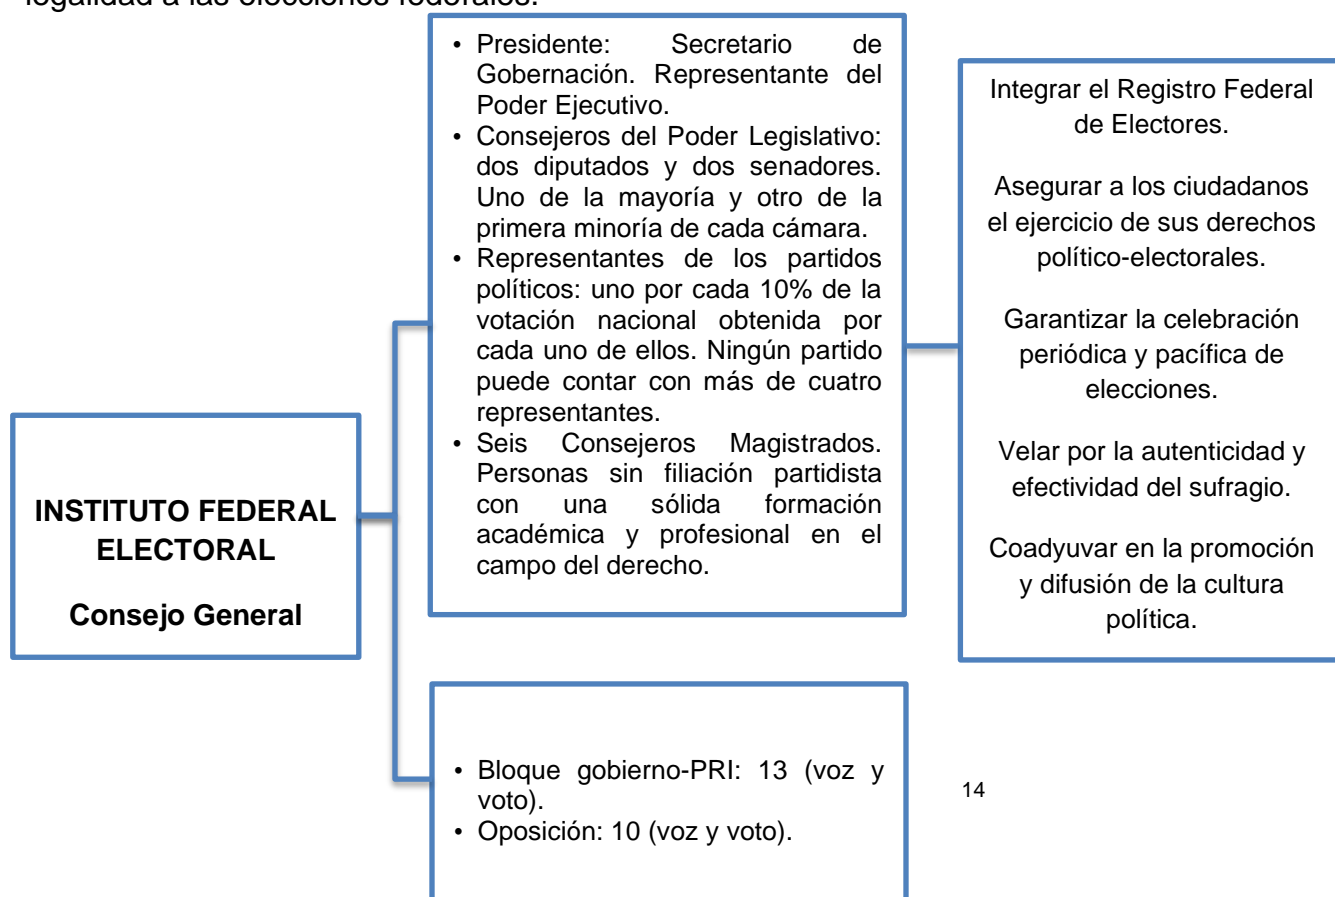 legalidad a las elecciones federales.
• Presidente: Secretario de
Gobernación. Representante del
Poder Ejecutivo.
• Consejeros del Poder Legislativo:
dos diputados y dos senadores.
Uno de la mayoría y otro de la
primera minoría de cada cámara.
• Representantes de los partidos
políticos: uno por cada 10% de la
votación nacional obtenida por
cada uno de ellos. Ningún partido
puede contar con más de cuatro
representantes.
• Seis Consejeros Magistrados.
Personas sin filiación partidista
con una sólida formación
académica y profesional en el
campo del derecho.
Integrar el Registro Federal
de Electores.
Asegurar a los ciudadanos
el ejercicio de sus derechos
político-electorales.
Garantizar la celebración
periódica y pacífica de
elecciones.
Velar por la autenticidad y
efectividad del sufragio.
Coadyuvar en la promoción
y difusión de la cultura
política.
INSTITUTO FEDERAL
ELECTORAL
Consejo General
• Bloque gobierno-PRI: 13 (voz y
voto).
• Oposición: 10 (voz y voto).
14